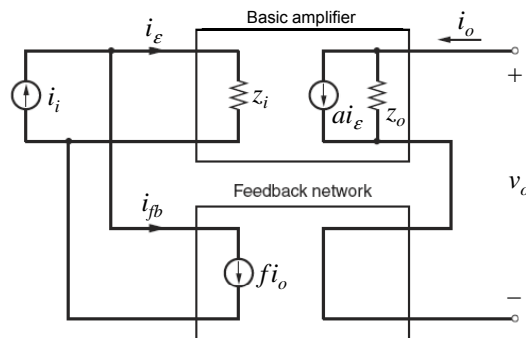 Basic amplifier
i_ε
i_o
i_i
z_i
ai_ε
z_o
+
v_o
Feedback network
i_fb
fi_o
−